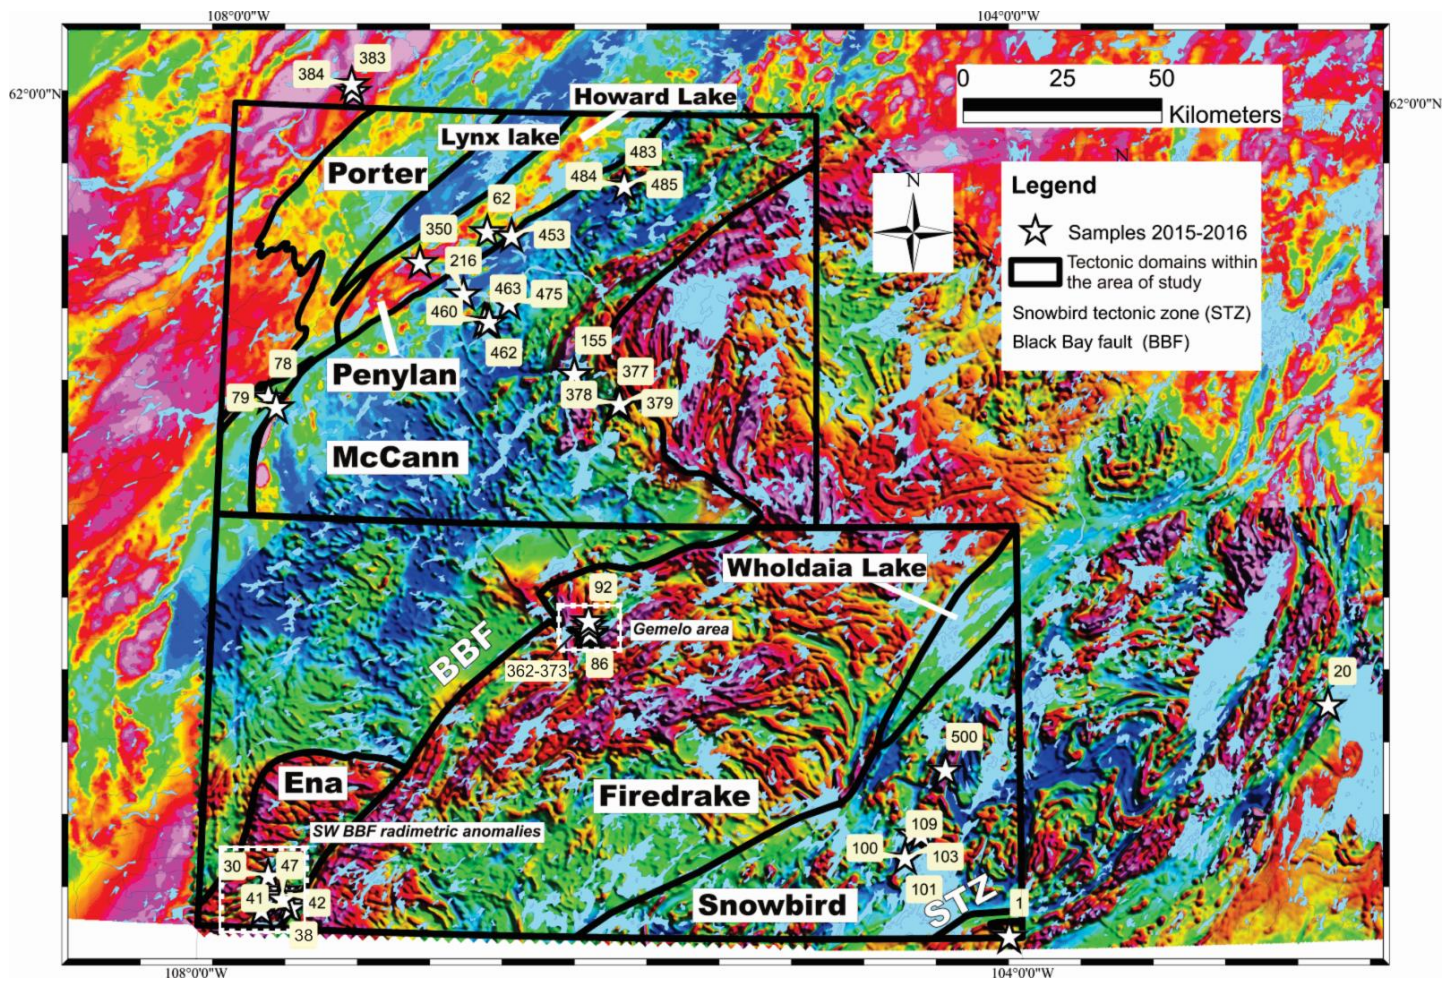 108°0'0"W
104°0'0"W
62°0'0"N
62°0'0"N
384
383
0
25
50
Kilometers
Howard Lake
Lynx lake
Porter
484
483
485
N
N
Legend
Samples 2015-2016
Tectonic domains within
the area of study
Snowbird tectonic zone (STZ)
Black Bay fault (BBF)
62
350
453
216
463
475
460
462
155
78
Penylan
377
79
378
379
McCann
Wholdaia Lake
92
Gemelo area
BBF
362-373
86
20
500
Ena
Firedrake
SW BBF radimetric anomalies
109
100
103
30
47
101
41
42
Snowbird
STZ
1
38
108°0'0"W
104°0'0"W